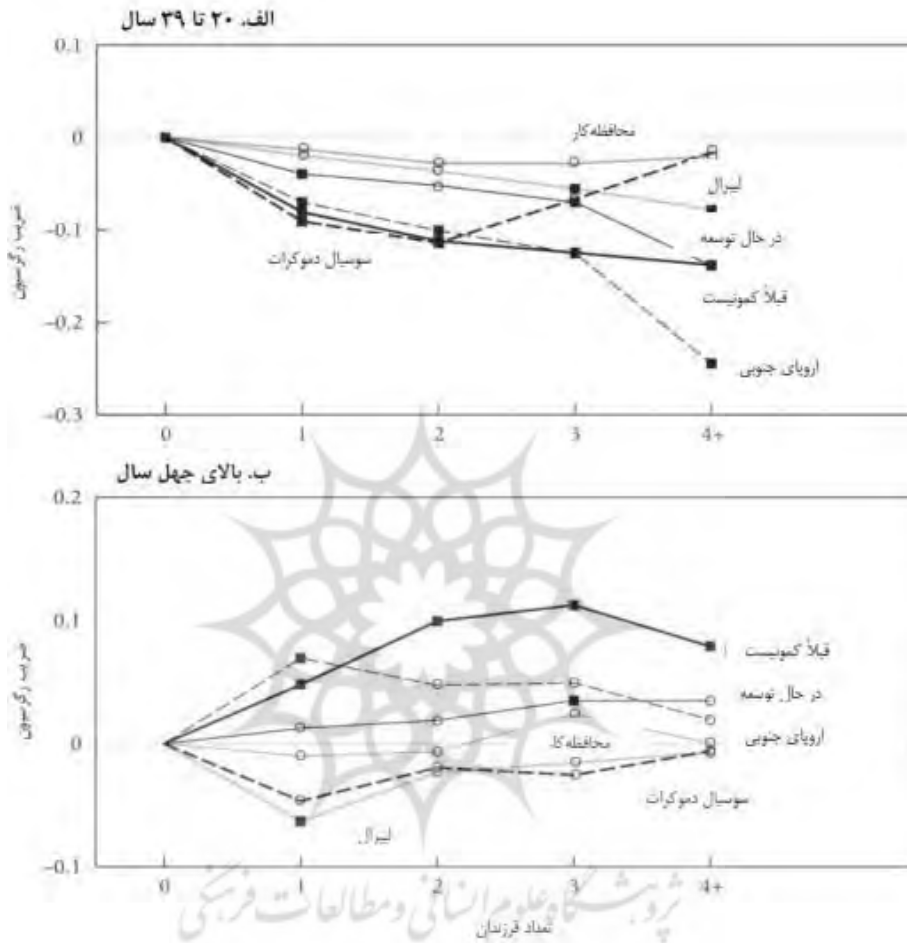 الف. ۲۰ تا ۳۹ سال
0.1
0
−0.1
−0.2
−0.3
ضریب رگرسیون
محافظه‌کار
لیبرال
در حال توسعه
سوسیال دموکرات
قبلاً کمونیست
اروپای جنوبی
0 1 2 3 4+
ب. بالای جهل سال
0.2
0.1
0
−0.1
ضریب رگرسیون
قبلاً کمونیست
در حال توسعه
محافظه‌کار
اروپای جنوبی
سوسیال دموکرات
لیبرال
0 1 2 3 4+
پژوهشگاه علوم انسانی و مطالعات فرهنگی
تعداد فرزندان